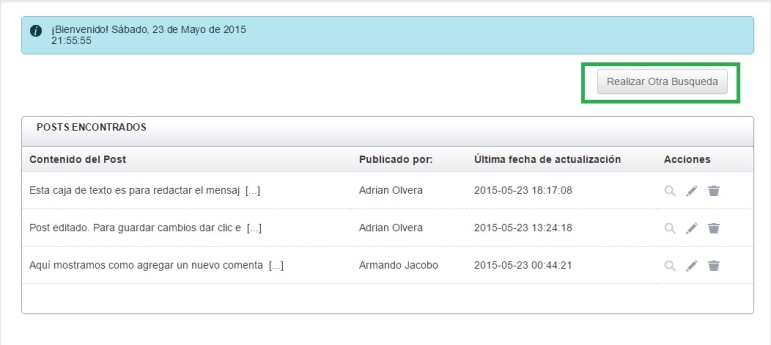 ¡Bienvenido! Sábado, 23 de Mayo de 2015
21:55:55
Realizar Otra Busqueda
POSTS ENCONTRADOS
Contenido del Post Publicado por: Última fecha de actualización Acciones
Esta caja de texto es para redactar el mensaj [...] Adrian Olvera 2015-05-23 18:17:08
Post editado. Para guardar cambios dar clic e [...] Adrian Olvera 2015-05-23 13:24:18
Aquí mostramos como agregar un nuevo comenta [...] Armando Jacobo 2015-05-23 00:44:21